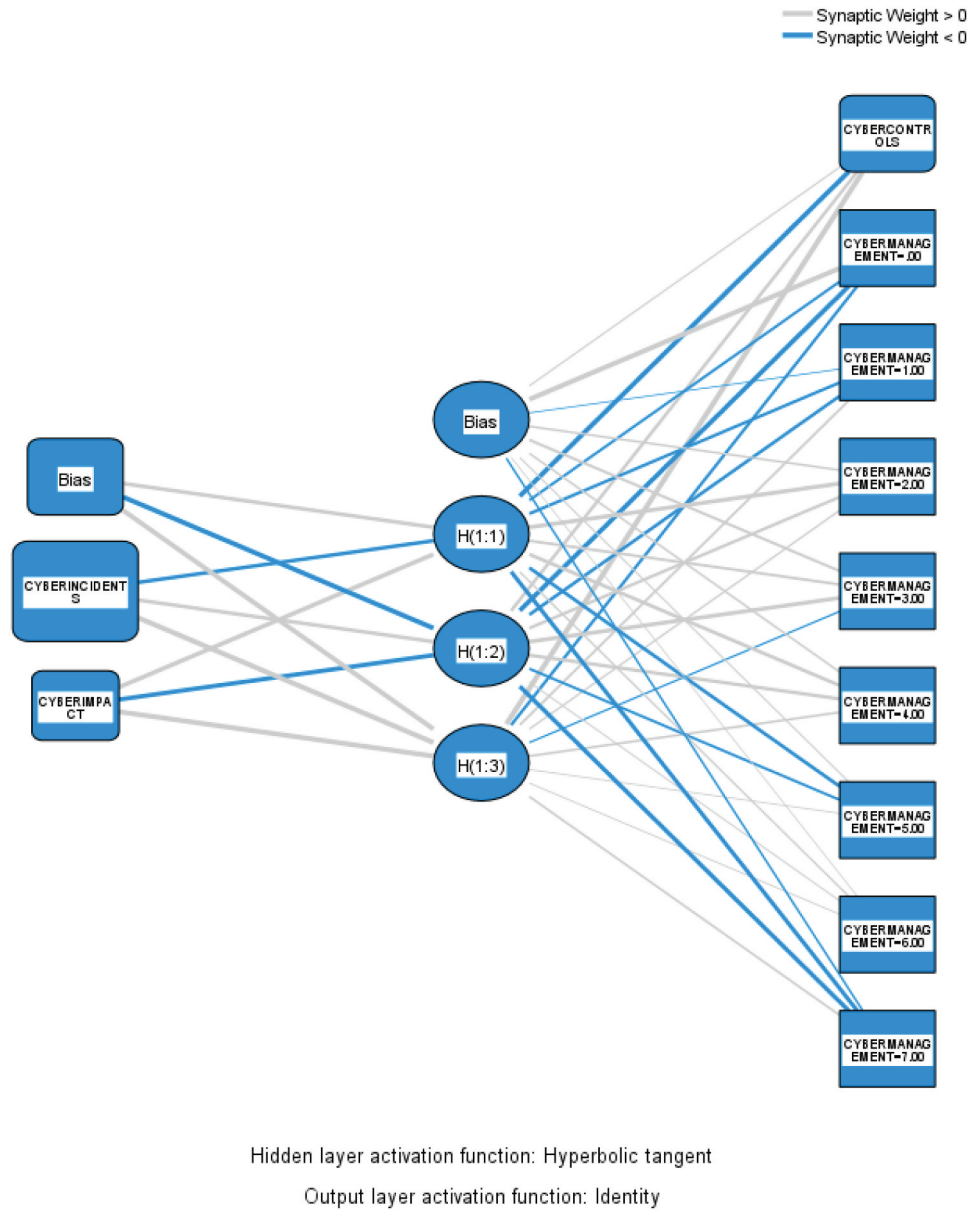 Synaptic Weight > 0
Synaptic Weight < 0
CYBERCONTR
OLS
CYBERMANAG
EMENT=.00
CYBERMANAG
EMENT=1.00
Bias
CYBERMANAG
EMENT=2.00
Bias
H(1:1)
CYBERINCIDENT
S
CYBERMANAG
EMENT=3.00
H(1:2)
CYBERIMPA
CT
CYBERMANAG
EMENT=4.00
H(1:3)
CYBERMANAG
EMENT=5.00
CYBERMANAG
EMENT=6.00
CYBERMANAG
EMENT=7.00
Hidden layer activation function: Hyperbolic tangent
Output layer activation function: Identity